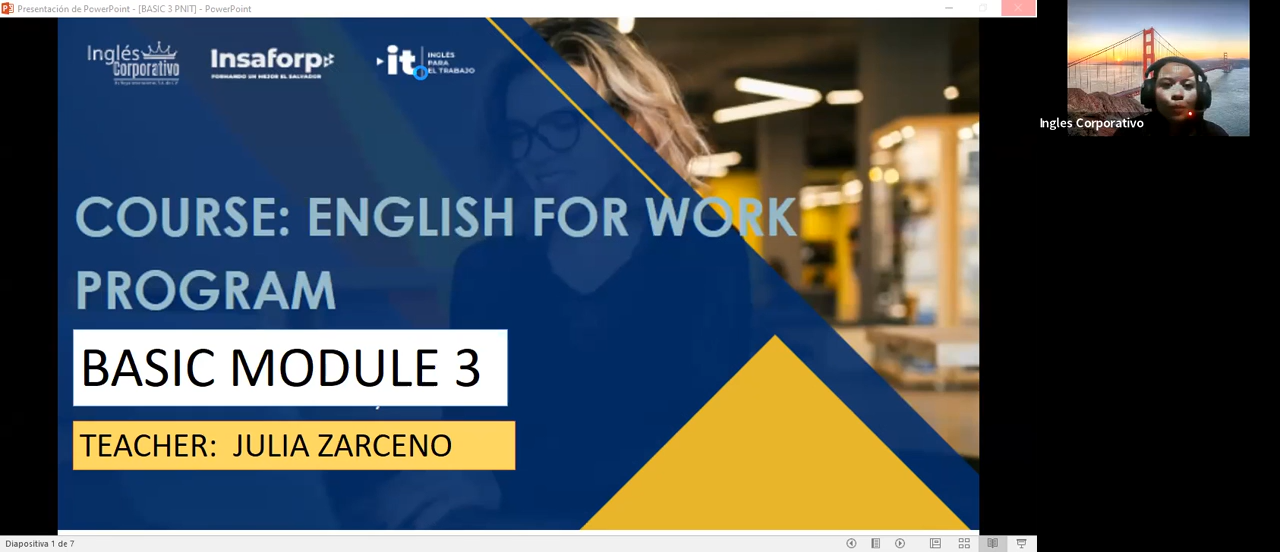 Presentación de PowerPoint - [BASIC 3 PNIT] - PowerPoint
Inglés
Corporativo
Insaforp
FORMANDO UN MEJOR EL SALVADOR
it
INGLÉS
PARA
EL TRABAJO
COURSE: ENGLISH FOR WORK
PROGRAM
BASIC MODULE 3
TEACHER: JULIA ZARCENO
Ingles Corporativo
Diapositiva 1 de 7